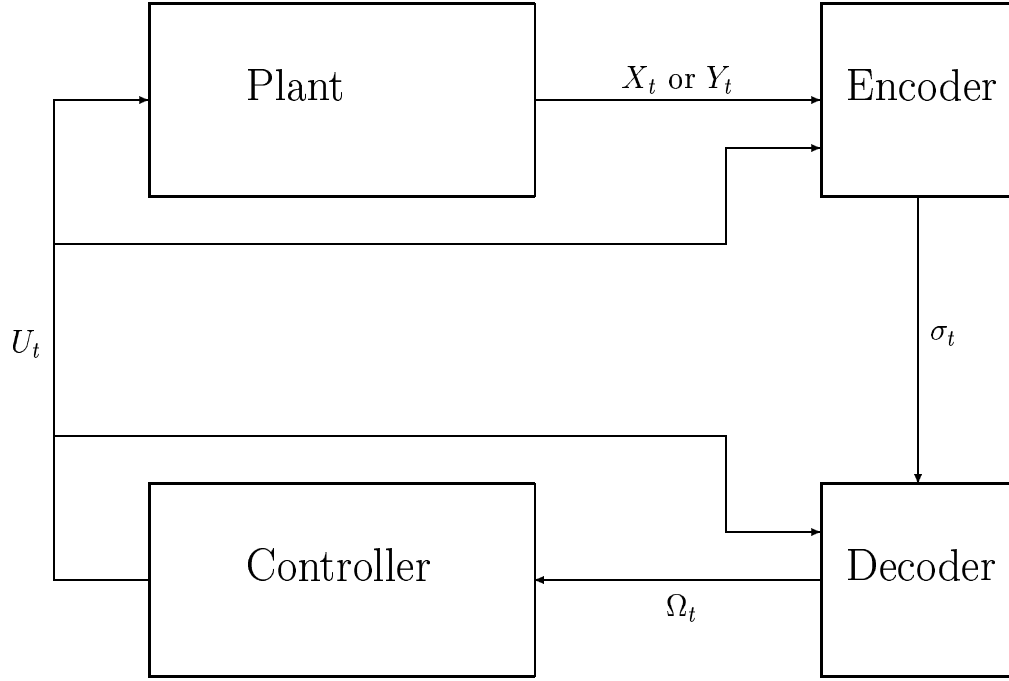 Plant
X_t or Y_t
Encoder
U_t
σ_t
Controller
Ω_t
Decoder